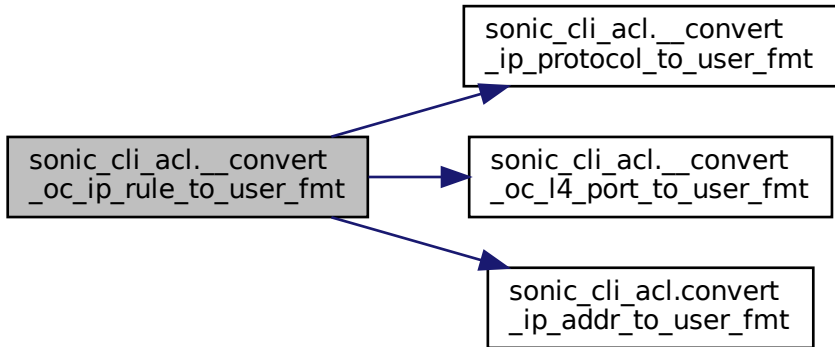 sonic_cli_acl.__convert
_ip_protocol_to_user_fmt
sonic_cli_acl.__convert
_oc_ip_rule_to_user_fmt
sonic_cli_acl.__convert
_oc_l4_port_to_user_fmt
sonic_cli_acl.convert
_ip_addr_to_user_fmt